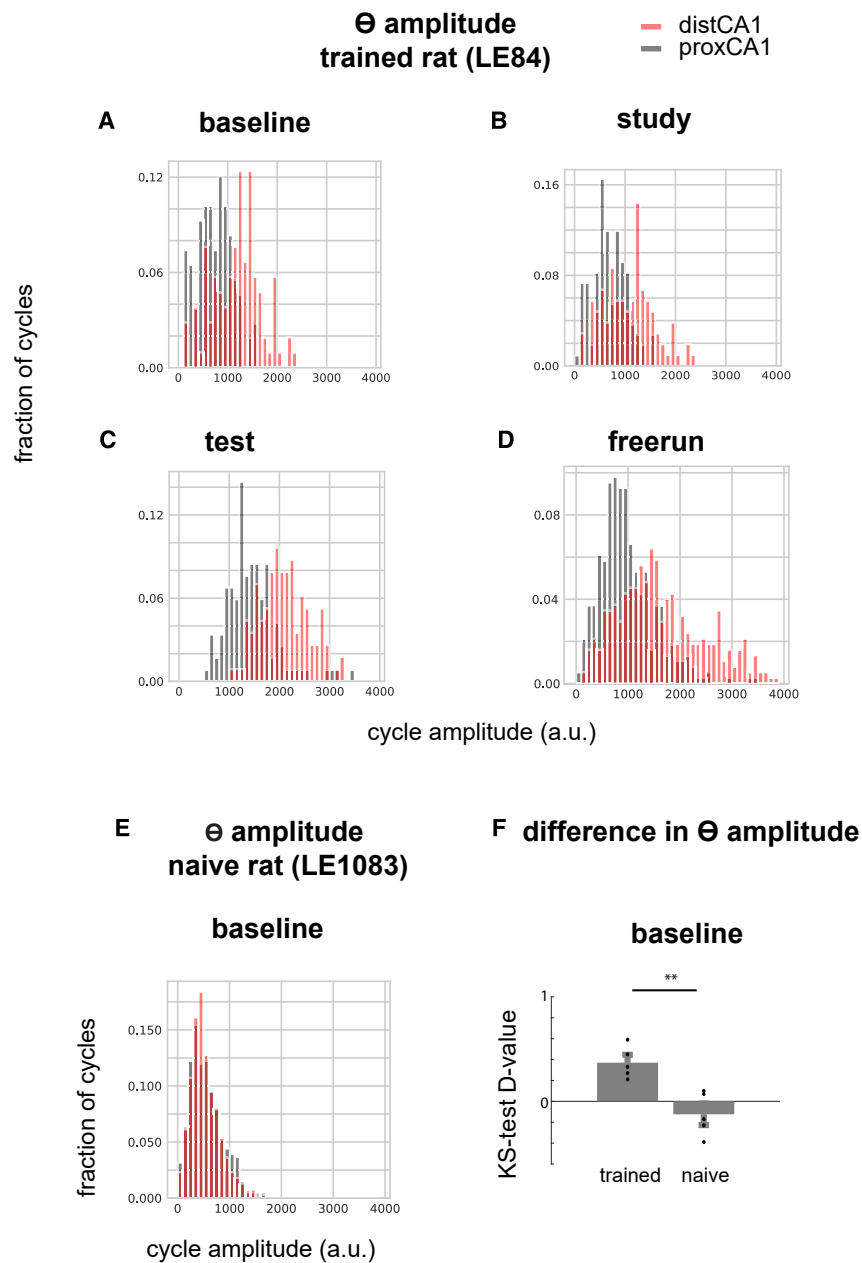 Ө amplitude
trained rat (LE84)
distCA1
proxCA1
A baseline
0.12
0.06
0.00
0 1000 2000 3000 4000
B study
0.16
0.08
0.00
0 1000 2000 3000 4000
fraction of cycles
C test
0.12
0.06
0.00
0 1000 2000 3000 4000
D freerun
0.08
0.04
0.00
0 1000 2000 3000 4000
cycle amplitude (a.u.)
E Ө amplitude
naive rat (LE1083)
baseline
fraction of cycles
0.150
0.100
0.050
0.000
0 1000 2000 3000 4000
cycle amplitude (a.u.)
F difference in Ө amplitude
baseline
**
KS-test D-value
1
0
trained naive